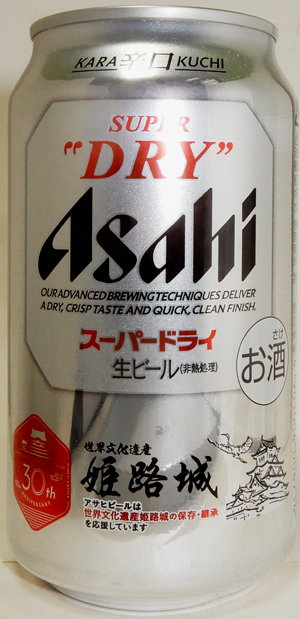 KARA 辛口 KUCHI
SUPER
"DRY"
Asahi
OUR ADVANCED BREWING TECHNIQUES DELIVER
A DRY, CRISP TASTE AND QUICK, CLEAN FINISH.
スーパードライ
生ビール(非熱処理)
さけ
お酒
30th
ANNIVERSARY
世界文化遺産
姫路城
アサヒビールは
世界文化遺産姫路城の保存・継承
を応援しています